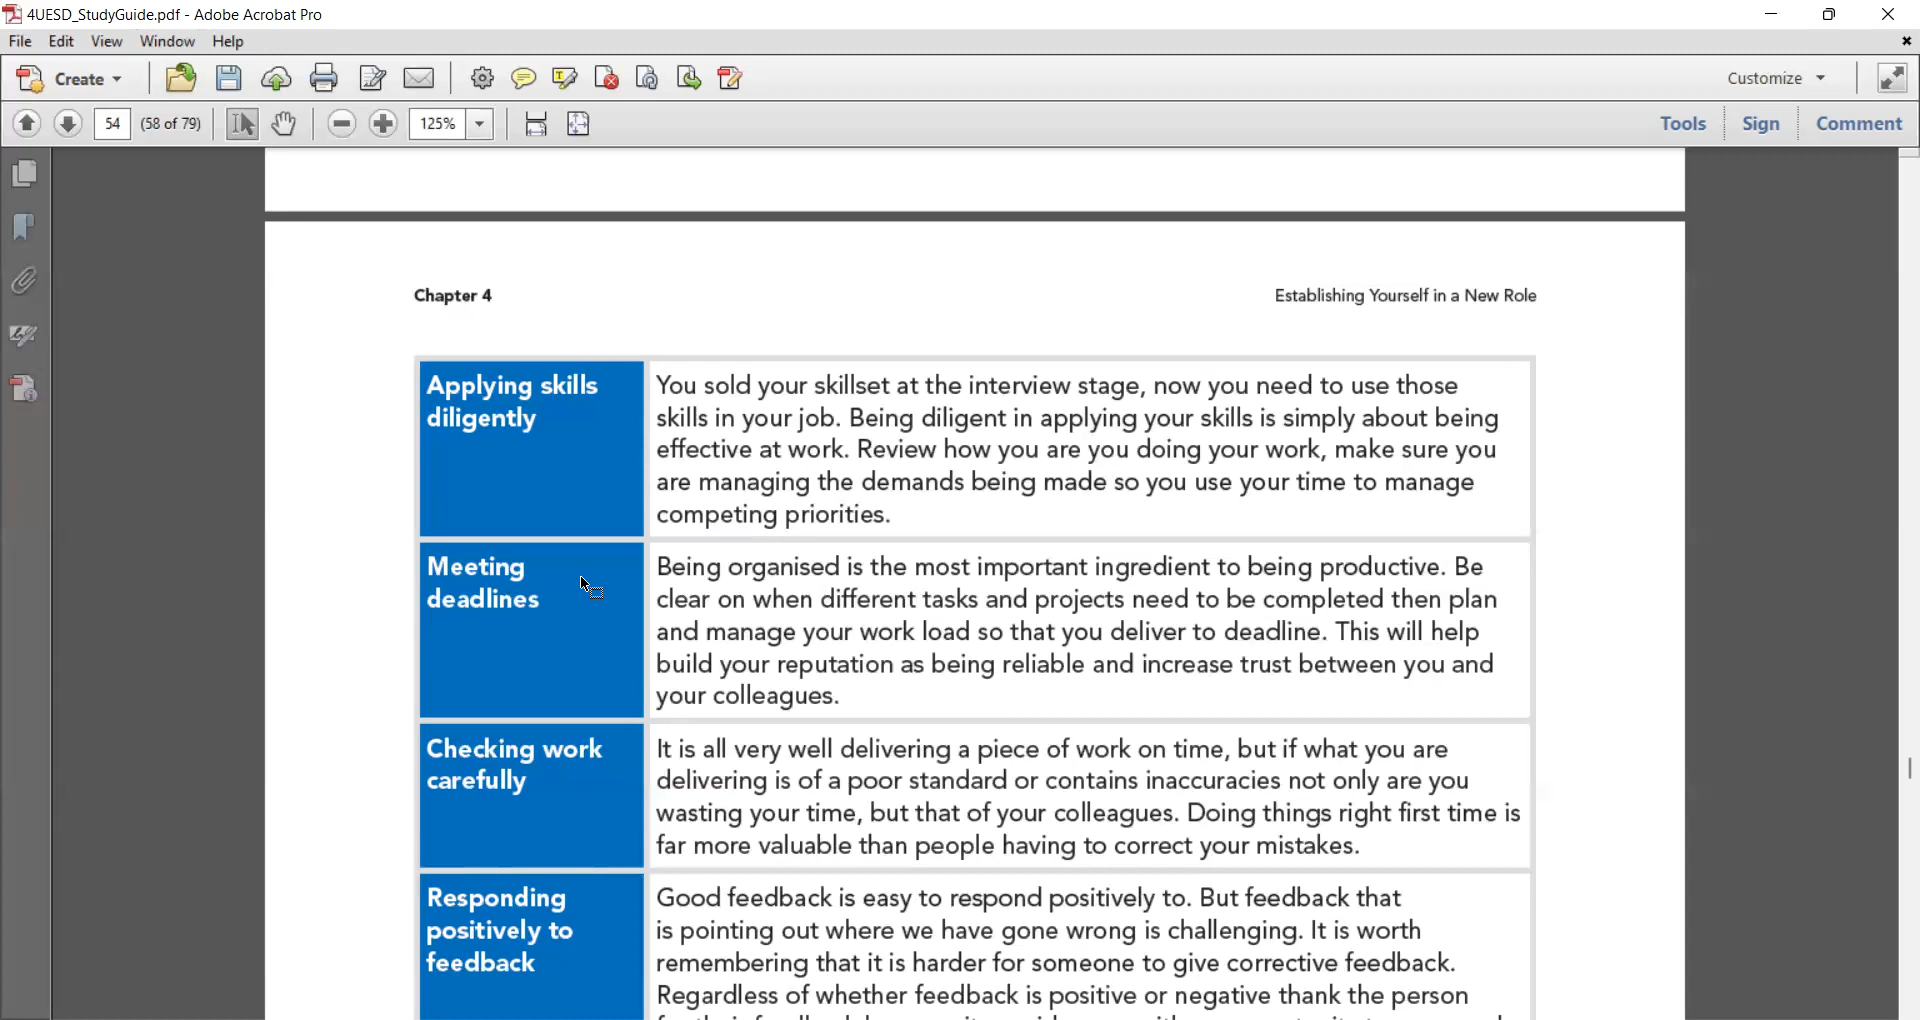 4UESD_StudyGuide.pdf - Adobe Acrobat Pro
File Edit View Window Help
Create
Customize
54 (58 of 79) 125% Tools Sign Comment
Chapter 4 Establishing Yourself in a New Role
Applying skills
diligently
You sold your skillset at the interview stage, now you need to use those
skills in your job. Being diligent in applying your skills is simply about being
effective at work. Review how you are you doing your work, make sure you
are managing the demands being made so you use your time to manage
competing priorities.
Meeting
deadlines
Being organised is the most important ingredient to being productive. Be
clear on when different tasks and projects need to be completed then plan
and manage your work load so that you deliver to deadline. This will help
build your reputation as being reliable and increase trust between you and
your colleagues.
Checking work
carefully
It is all very well delivering a piece of work on time, but if what you are
delivering is of a poor standard or contains inaccuracies not only are you
wasting your time, but that of your colleagues. Doing things right first time is
far more valuable than people having to correct your mistakes.
Responding
positively to
feedback
Good feedback is easy to respond positively to. But feedback that
is pointing out where we have gone wrong is challenging. It is worth
remembering that it is harder for someone to give corrective feedback.
Regardless of whether feedback is positive or negative thank the person